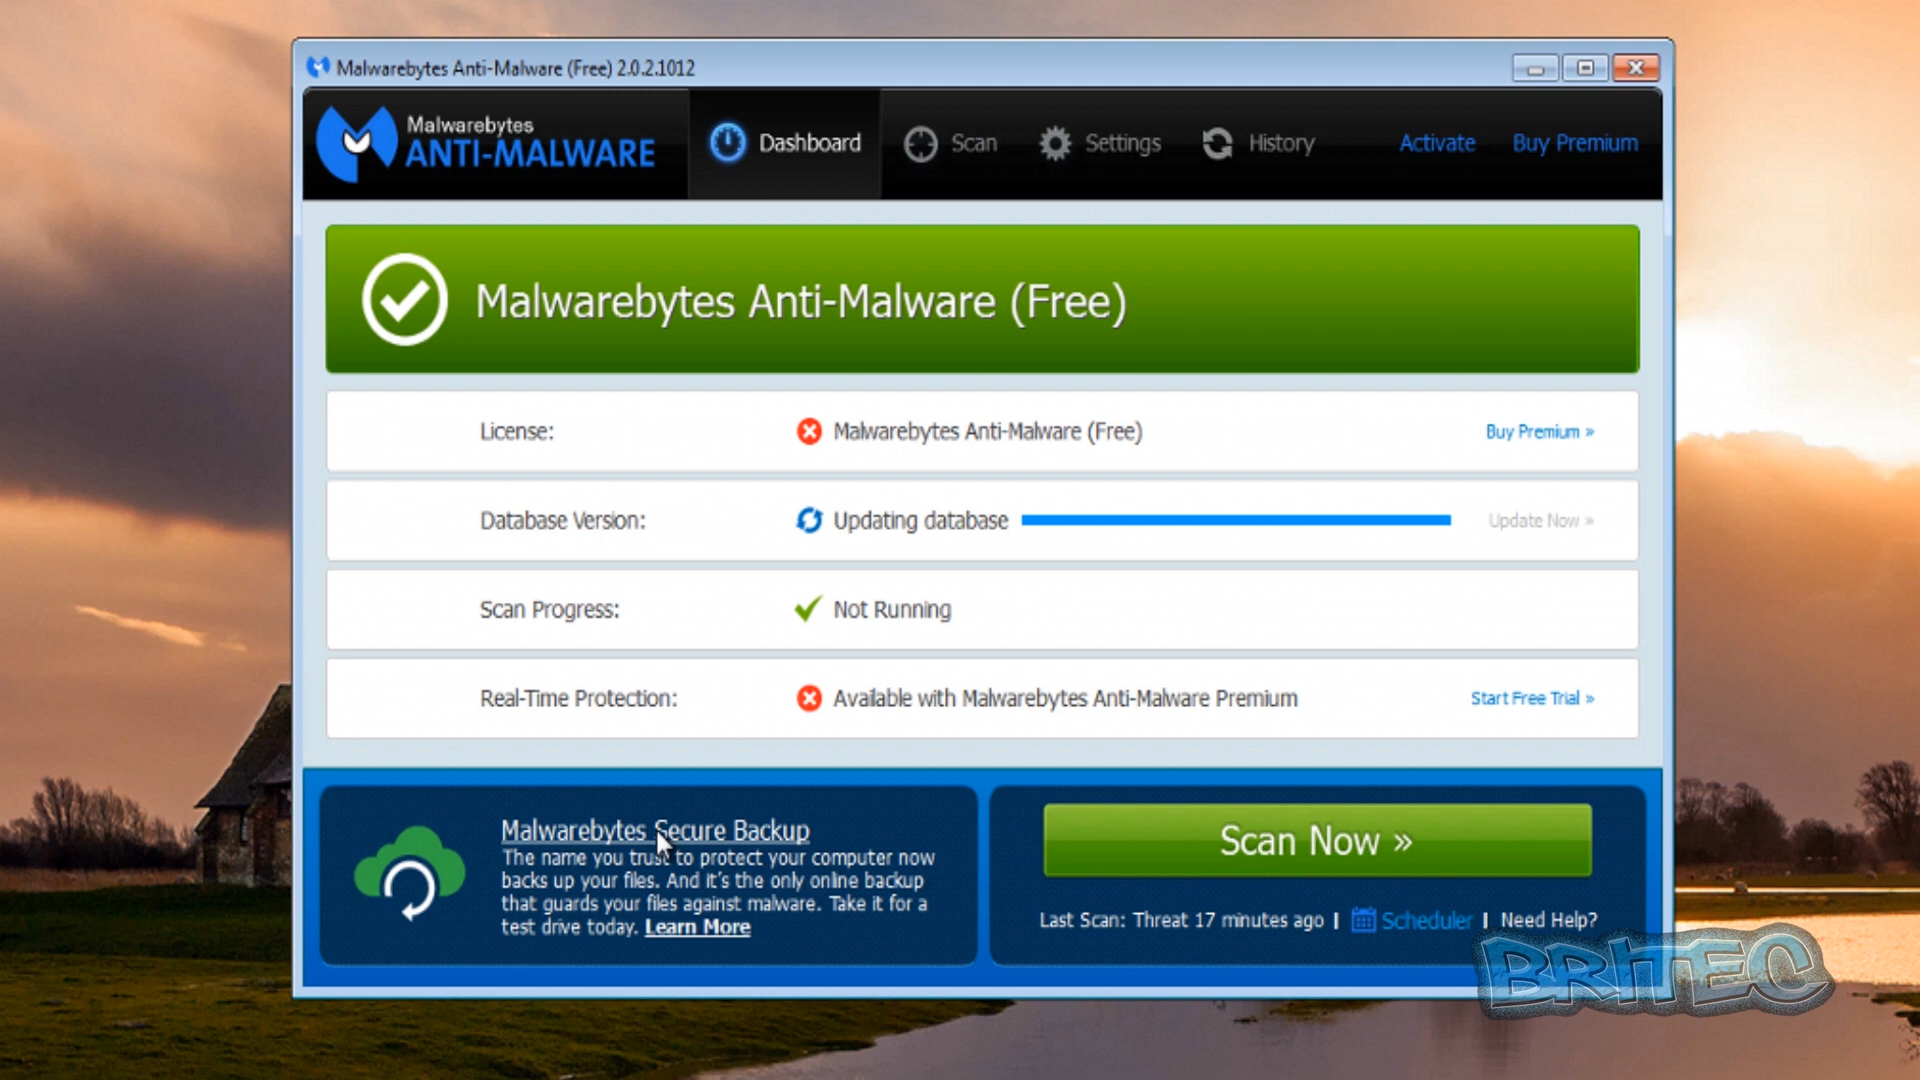 Malwarebytes Anti-Malware (Free) 2.0.2.1012
Malwarebytes
ANTI-MALWARE
Dashboard
Scan
Settings
History
Activate
Buy Premium
Malwarebytes Anti-Malware (Free)
License:
Malwarebytes Anti-Malware (Free)
Buy Premium »
Database Version:
Updating database
Update Now »
Scan Progress:
Not Running
Real-Time Protection:
Available with Malwarebytes Anti-Malware Premium
Start Free Trial »
Malwarebytes Secure Backup
The name you trust to protect your computer now
backs up your files. And it's the only online backup
that guards your files against malware. Take it for a
test drive today. Learn More
Scan Now »
Last Scan: Threat 17 minutes ago | Scheduler | Need Help?
BRITEC